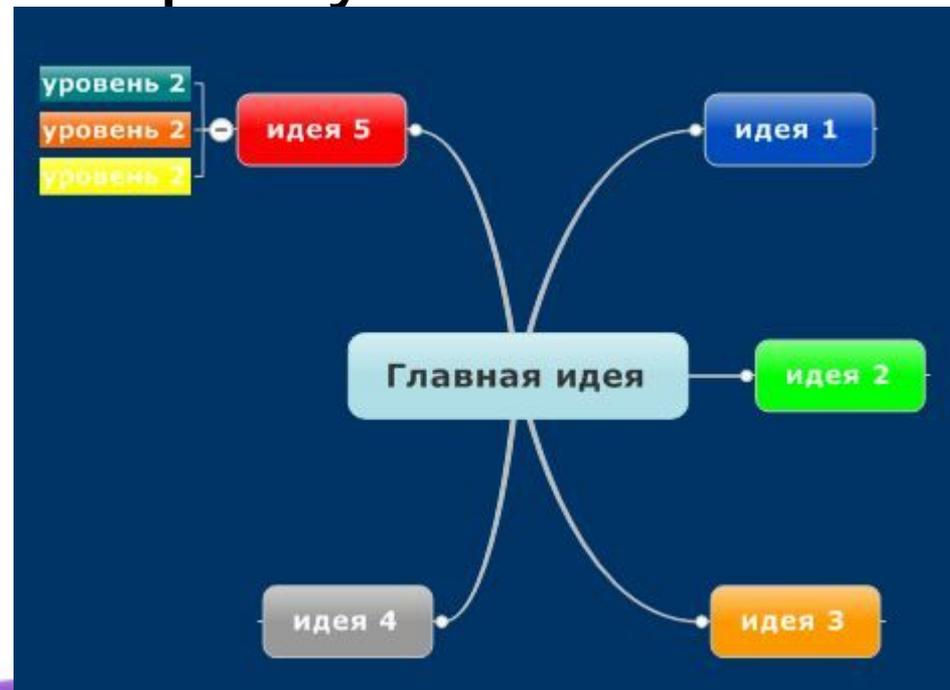 уровень 2
уровень 2
уровень 2
идея 5
идея 1
Главная идея
идея 2
идея 4
идея 3